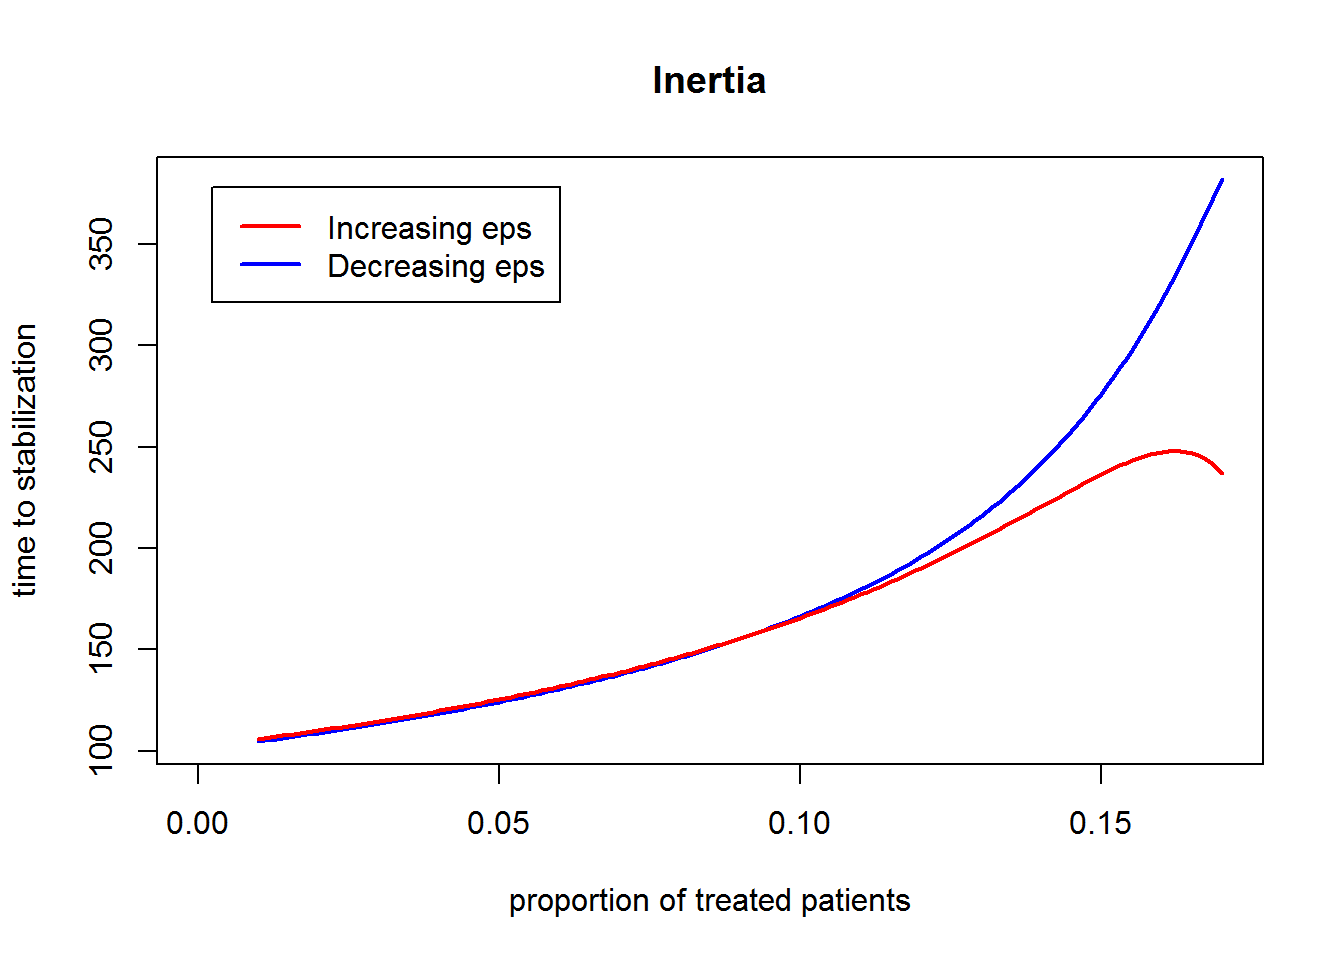 Inertia
Increasing eps
Decreasing eps
time to stabilization
350
300
250
200
150
100
0.00 0.05 0.10 0.15
proportion of treated patients